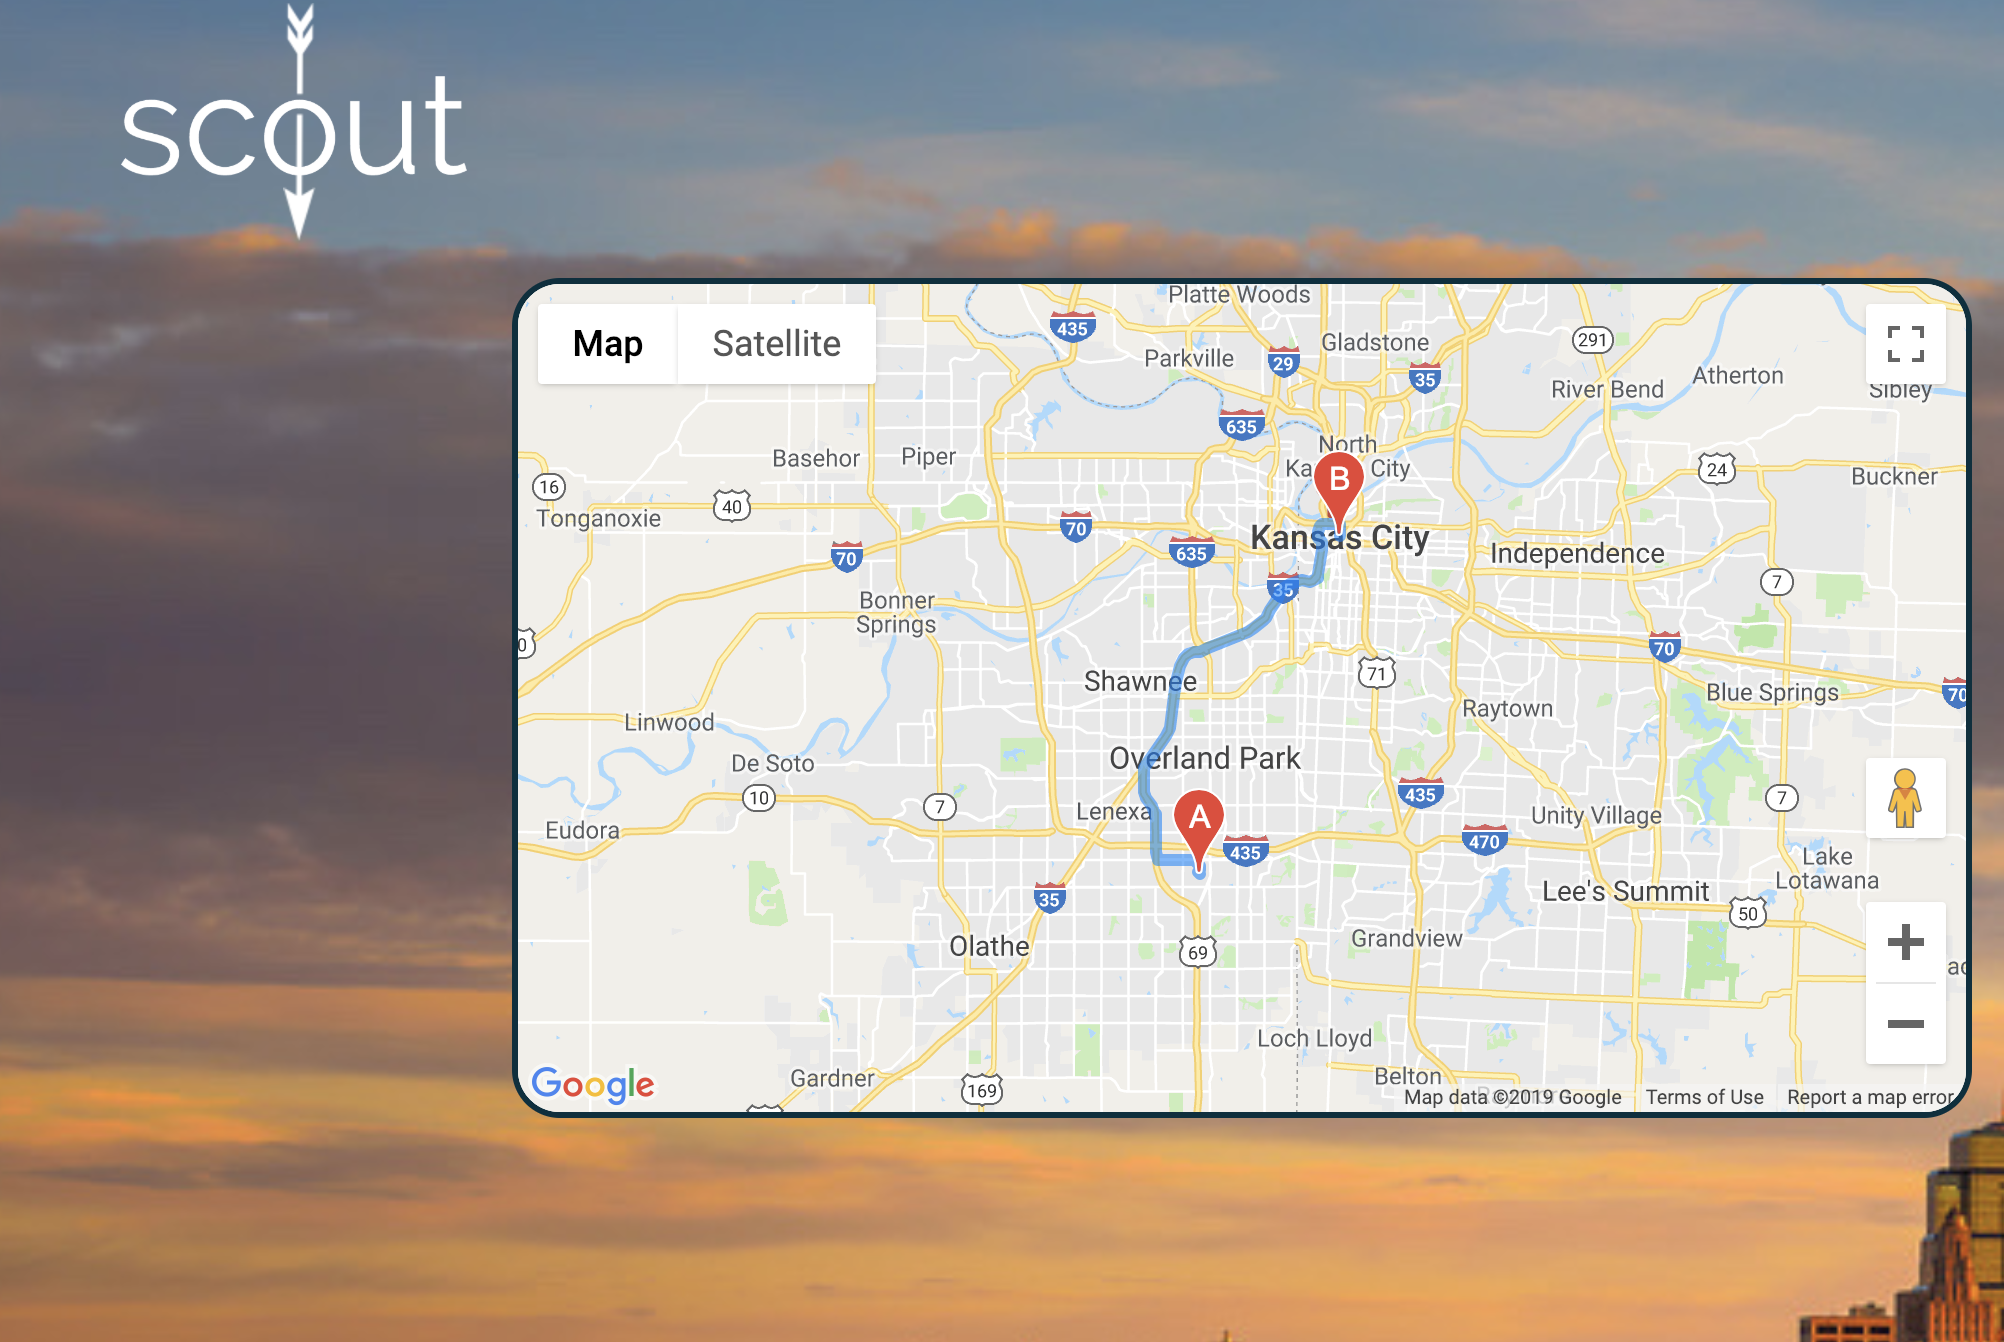 scout
Map
Satellite
Platte Woods
435
Gladstone
291
Parkville
29
35
River Bend
Atherton
Sibley
635
North
Ka City
B
Basehor
Piper
24
Buckner
16
40
Tonganoxie
70
Kansas City
635
Independence
70
35
7
Bonner
Springs
70
Shawnee
71
Blue Springs
70
Linwood
Raytown
De Soto
Overland Park
10
7
Lenexa
A
435
7
Unity Village
Eudora
435
470
Lake
Lotawana
35
Lee's Summit
50
Olathe
69
Grandview
Loch Lloyd
Gardner
169
Belton
Google
Map data ©2019 Google
Terms of Use
Report a map error